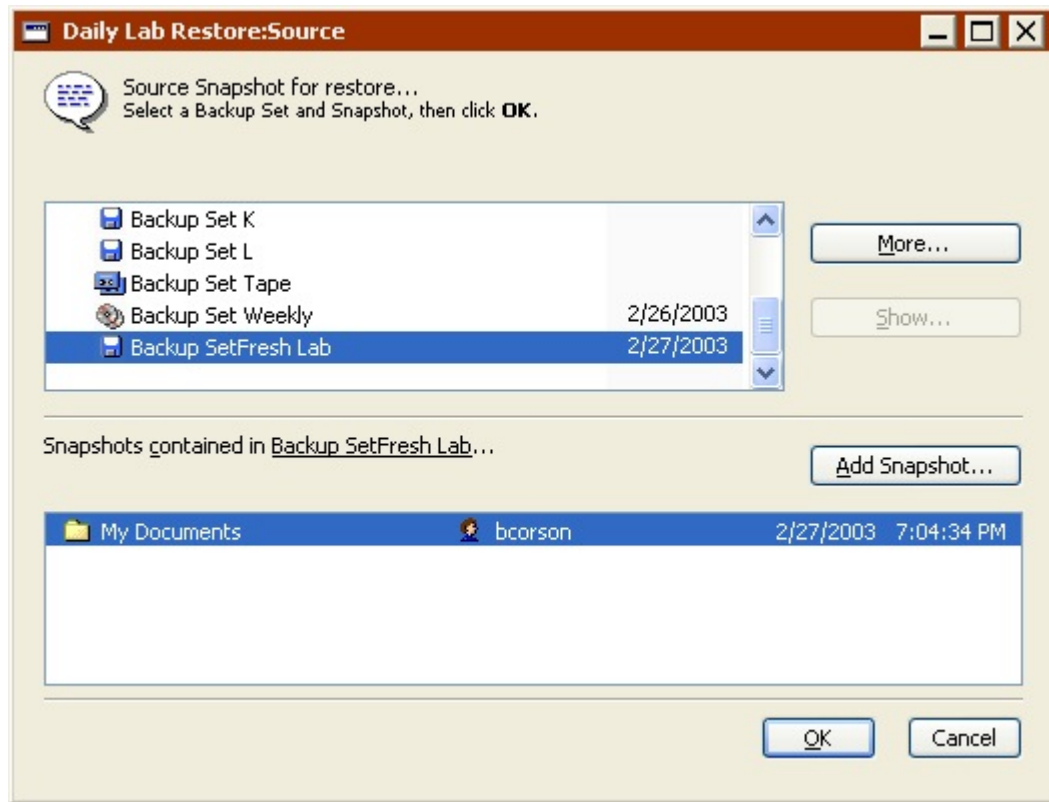 Daily Lab Restore:Source
Source Snapshot for restore...
Select a Backup Set and Snapshot, then click OK.
Backup Set K
Backup Set L
Backup Set Tape
Backup Set Weekly 2/26/2003
Backup SetFresh Lab 2/27/2003
More...
Show...
Snapshots contained in Backup SetFresh Lab...
Add Snapshot...
My Documents bcorson 2/27/2003 7:04:34 PM
OK Cancel